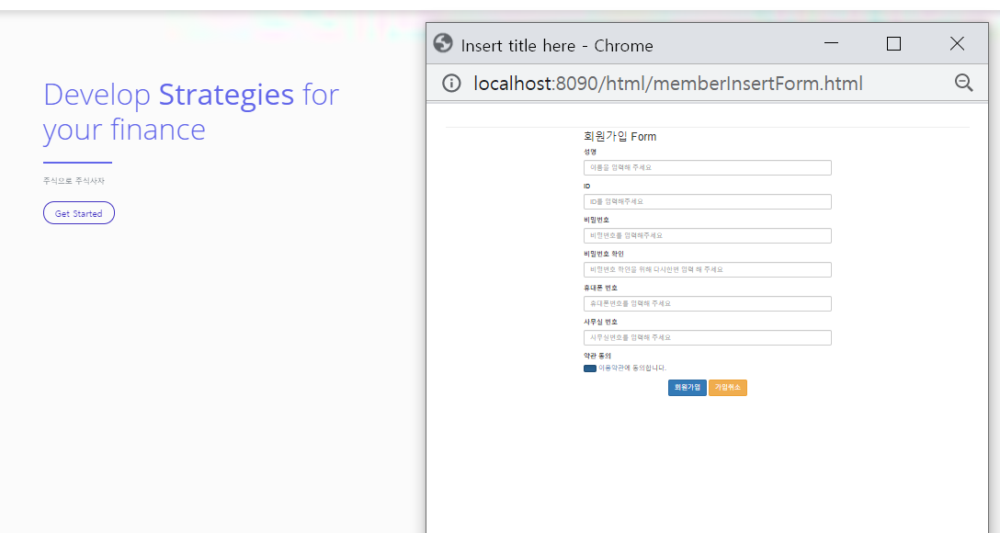 Develop Strategies for
your finance
주식으로 주식사자
Get Started
Insert title here - Chrome
localhost:8090/html/memberInsertForm.html
회원가입 Form
성명
이름을 입력해 주세요
ID
ID를 입력해주세요
비밀번호
비밀번호를 입력해주세요
비밀번호 확인
비밀번호 확인을 위해 다시한번 입력 해 주세요
휴대폰 번호
휴대폰번호를 입력해 주세요
사무실 번호
사무실번호를 입력해 주세요
약관 동의
이용약관에 동의합니다.
회원가입 가입취소